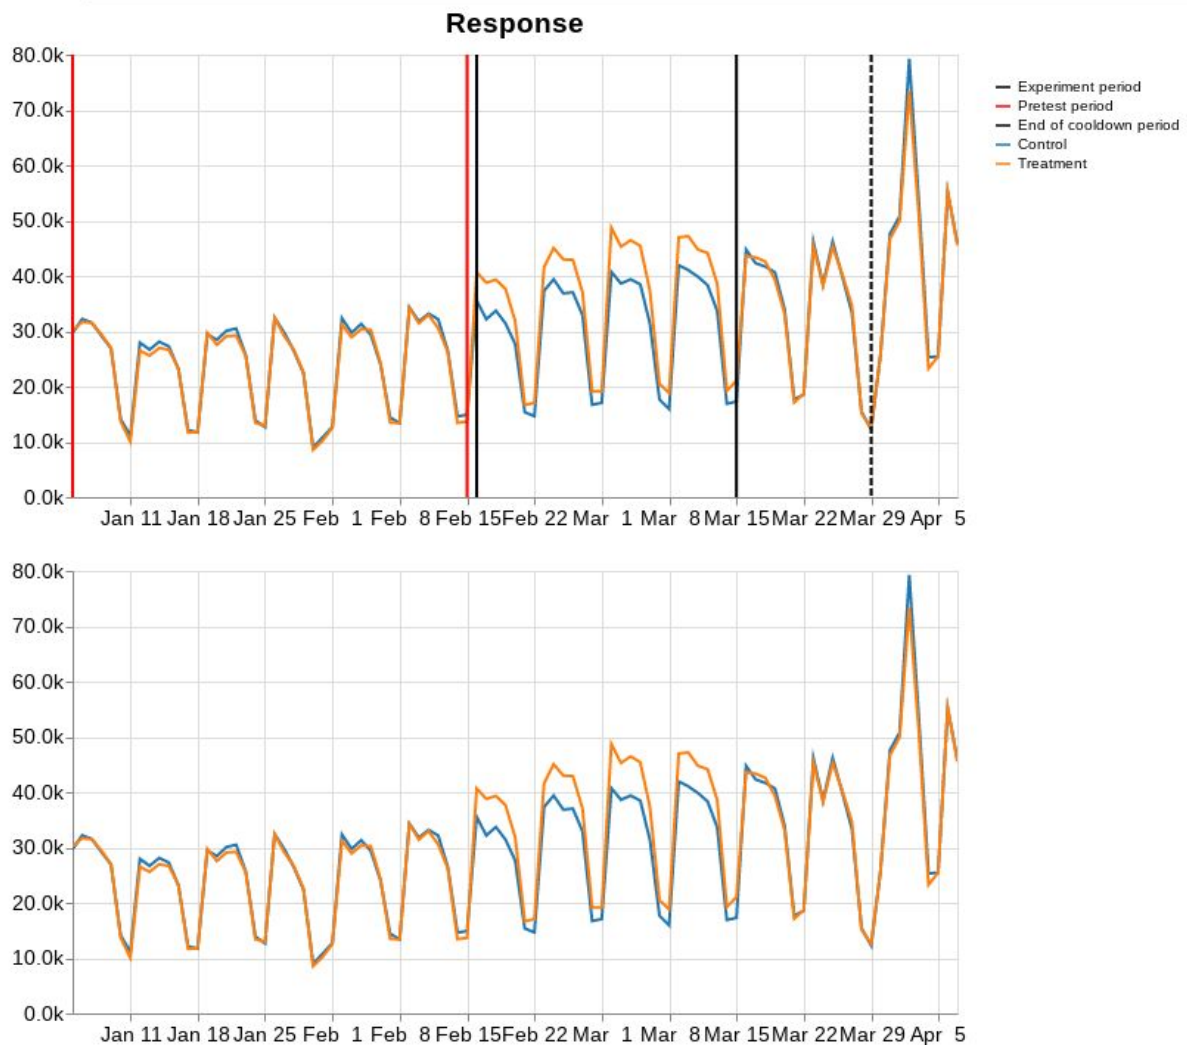 Response
80.0k
70.0k
60.0k
50.0k
40.0k
30.0k
20.0k
10.0k
0.0k
Jan 11 Jan 18 Jan 25 Feb 1 Feb 8 Feb 15 Feb 22 Mar 1 Mar 8 Mar 15 Mar 22 Mar 29 Apr 5
Experiment period
Pretest period
End of cooldown period
Control
Treatment
80.0k
70.0k
60.0k
50.0k
40.0k
30.0k
20.0k
10.0k
0.0k
Jan 11 Jan 18 Jan 25 Feb 1 Feb 8 Feb 15 Feb 22 Mar 1 Mar 8 Mar 15 Mar 22 Mar 29 Apr 5